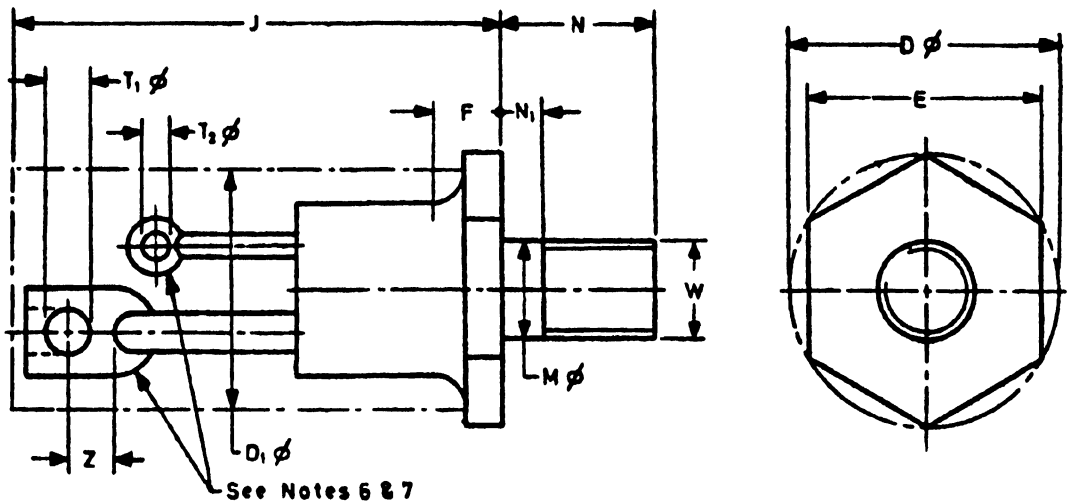 J
N
D ø
T₁ ø
F
N₁
E
T₂ ø
W
M ø
Z
D₁ ø
See Notes 6 & 7